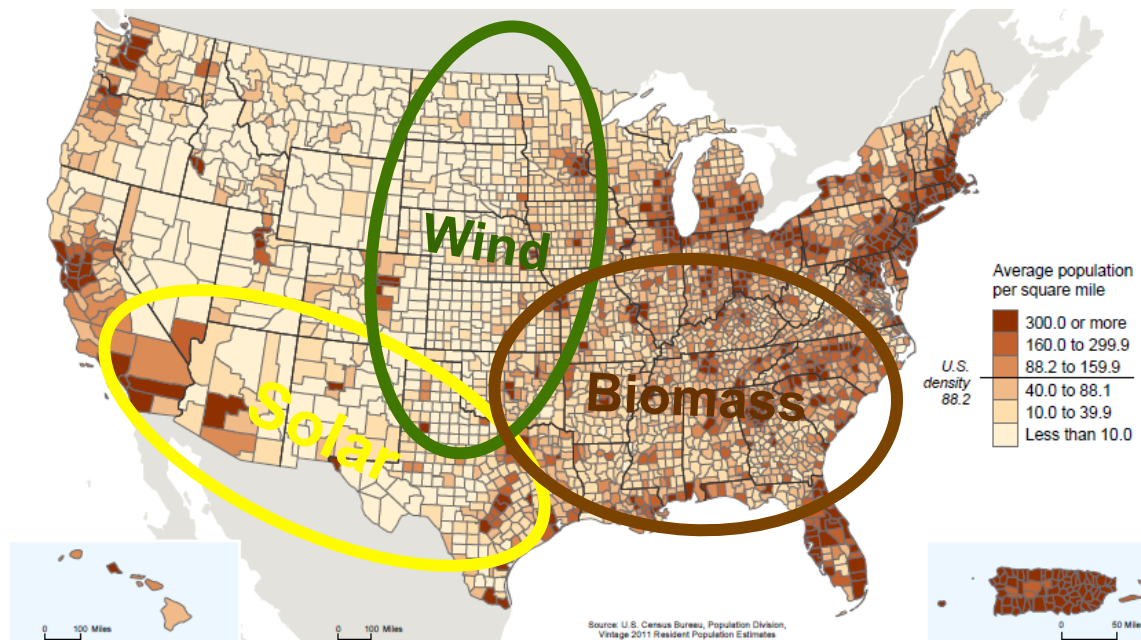 Wind
Biomass
Solar
Average population
per square mile
300.0 or more
160.0 to 299.9
88.2 to 159.9
40.0 to 88.1
10.0 to 39.9
Less than 10.0
U.S.
density
88.2
0 100 Miles
0 100 Miles
Source: U.S. Census Bureau, Population Division,
Vintage 2011 Resident Population Estimates
0 50 Miles